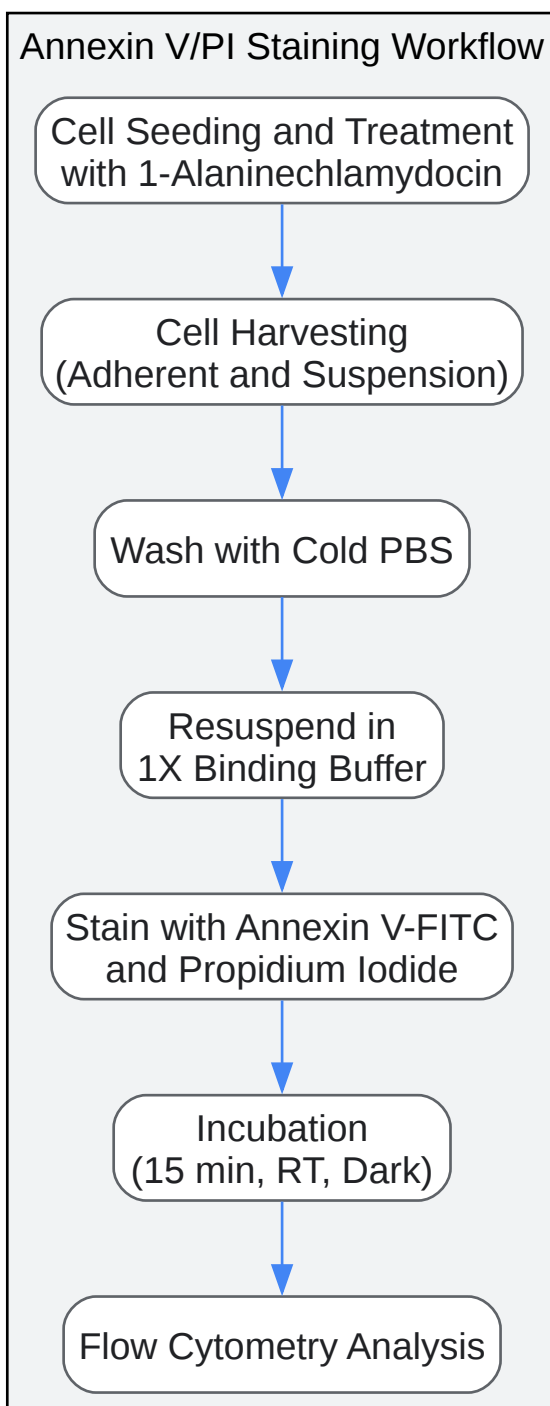 Annexin V/PI Staining Workflow
Cell Seeding and Treatment
with 1-Alaninechlamydocin
Cell Harvesting
(Adherent and Suspension)
Wash with Cold PBS
Resuspend in
1X Binding Buffer
Stain with Annexin V-FITC
and Propidium Iodide
Incubation
(15 min, RT, Dark)
Flow Cytometry Analysis